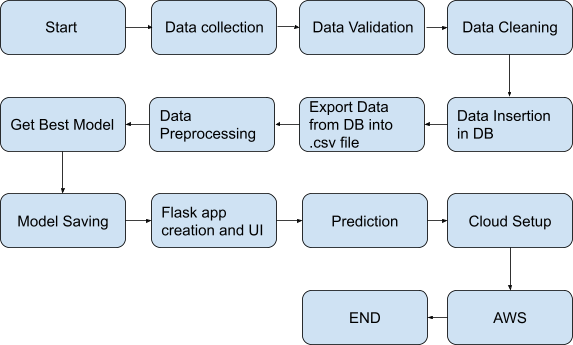 Start
Data collection
Data Validation
Data Cleaning
Data Insertion
in DB
Export Data
from DB into
.csv file
Data
Preprocessing
Get Best Model
Model Saving
Flask app
creation and UI
Prediction
Cloud Setup
AWS
END